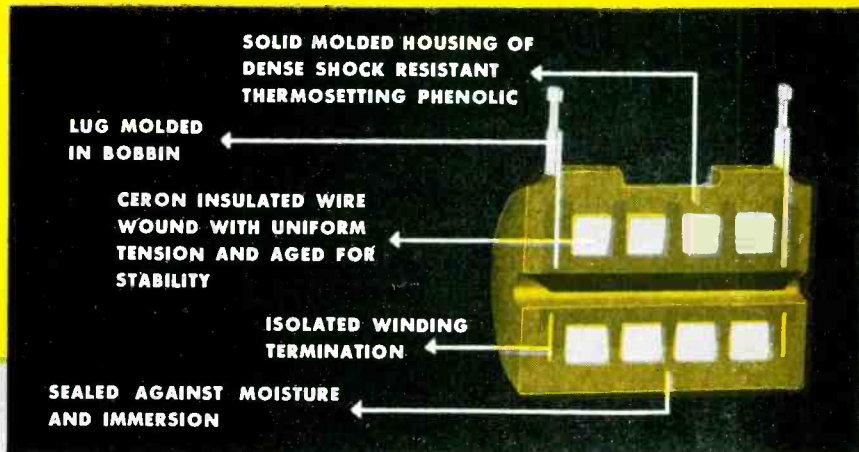 SOLID MOLDED HOUSING OF
DENSE SHOCK RESISTANT
THERMOSETTING PHENOLIC
LUG MOLDED
IN BOBBIN
CERON INSULATED WIRE
WOUND WITH UNIFORM
TENSION AND AGED FOR
STABILITY
ISOLATED WINDING
TERMINATION
SEALED AGAINST MOISTURE
AND IMMERSION